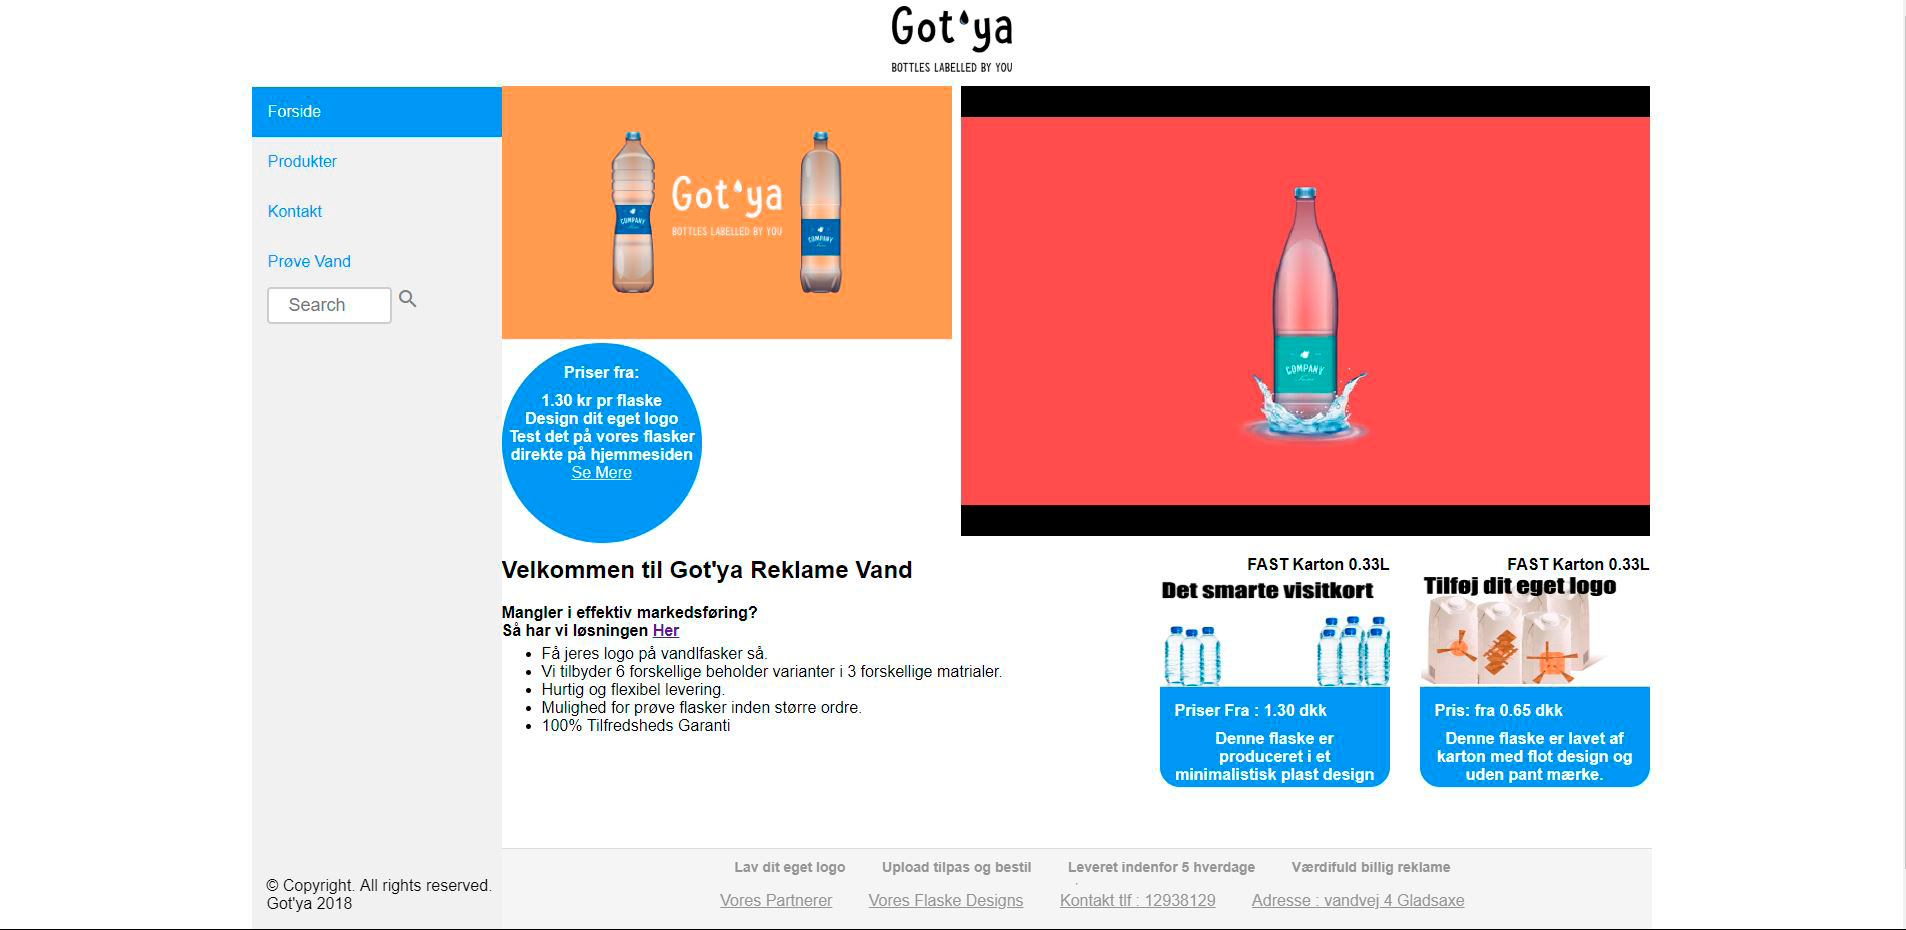 Got'ya
BOTTLES LABELLED BY YOU
Forside
Produkter
Kontakt
Prøve Vand
Search
Got'ya
BOTTLES LABELLED BY YOU
COMPANY
COMPANY
COMPANY
Priser fra:
1.30 kr pr flaske
Design dit eget logo
Test det på vores flasker
direkte på hjemmesiden
Se Mere
Velkommen til Got'ya Reklame Vand
Mangler i effektiv markedsføring?
Så har vi løsningen Her
• Få jeres logo på vandlfasker så.
• Vi tilbyder 6 forskellige beholder varianter i 3 forskellige matrialer.
• Hurtig og flexibel levering.
• Mulighed for prøve flasker inden større ordre.
• 100% Tilfredsheds Garanti
FAST Karton 0.33L
Det smarte visitkort
Priser Fra : 1.30 dkk
Denne flaske er
produceret i et
minimalistisk plast design
FAST Karton 0.33L
Tilføj dit eget logo
Pris: fra 0.65 dkk
Denne flaske er lavet af
karton med flot design og
uden pant mærke.
© Copyright. All rights reserved.
Got'ya 2018
Lav dit eget logo Upload tilpas og bestil Leveret indenfor 5 hverdage Værdifuld billig reklame
Vores Partnerer Vores Flaske Designs Kontakt tlf : 12938129 Adresse : vandvej 4 Gladsaxe